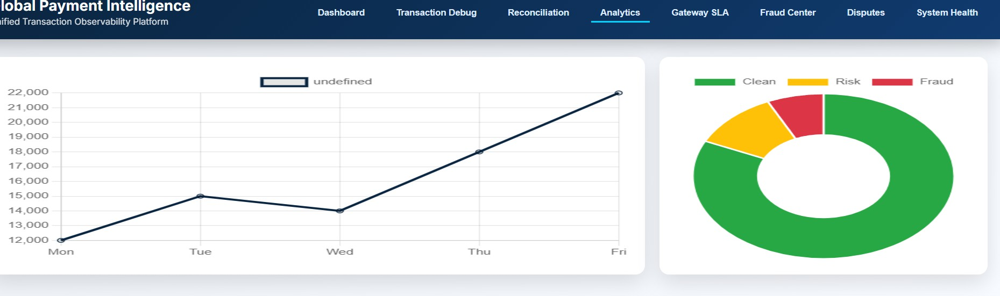 lobal Payment Intelligence
nified Transaction Observability Platform
Dashboard Transaction Debug Reconciliation Analytics Gateway SLA Fraud Center Disputes System Health
undefined
22,000
21,000
20,000
19,000
18,000
17,000
16,000
15,000
14,000
13,000
12,000
Mon Tue Wed Thu Fri
Clean Risk Fraud